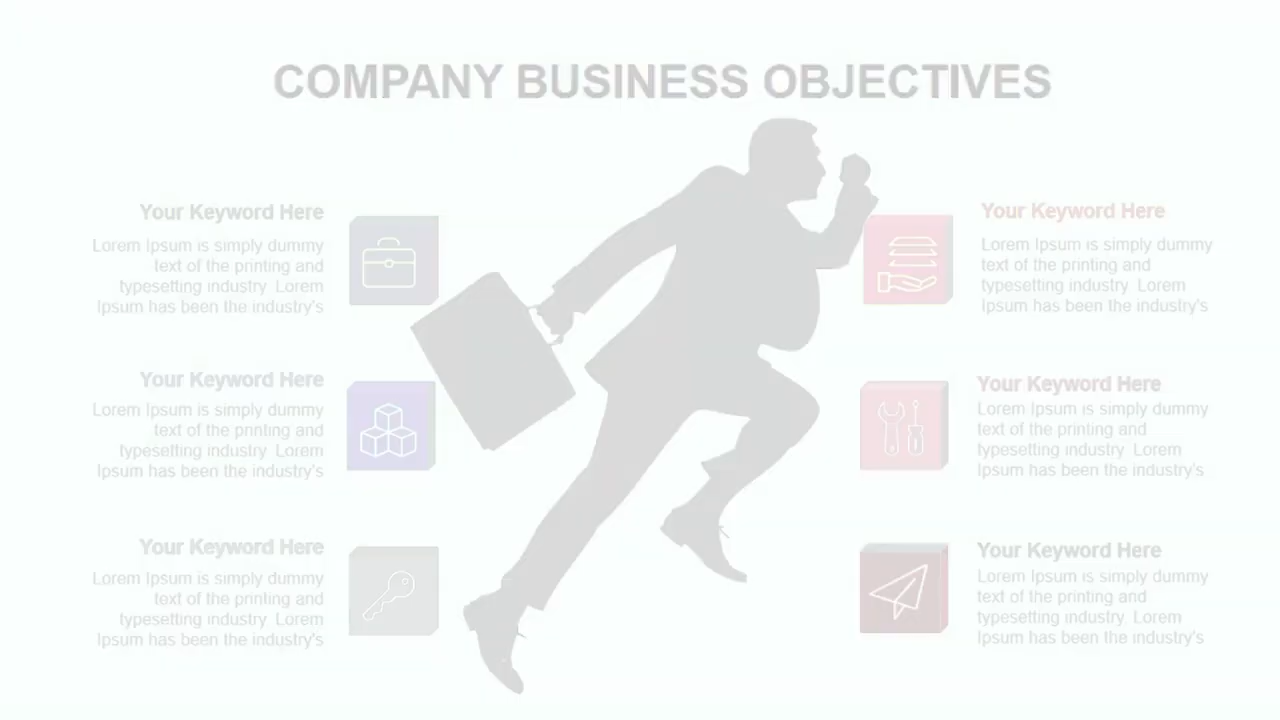 COMPANY BUSINESS OBJECTIVES
Your Keyword Here
Lorem Ipsum is simply dummy
text of the printing and
typesetting industry. Lorem
Ipsum has been the industry's
Your Keyword Here
Lorem Ipsum is simply dummy
text of the printing and
typesetting industry. Lorem
Ipsum has been the industry's
Your Keyword Here
Lorem Ipsum is simply dummy
text of the printing and
typesetting industry. Lorem
Ipsum has been the industry's
Your Keyword Here
Lorem Ipsum is simply dummy
text of the printing and
typesetting industry. Lorem
Ipsum has been the industry's
Your Keyword Here
Lorem Ipsum is simply dummy
text of the printing and
typesetting industry. Lorem
Ipsum has been the industry's
Your Keyword Here
Lorem Ipsum is simply dummy
text of the printing and
typesetting industry. Lorem
Ipsum has been the industry's